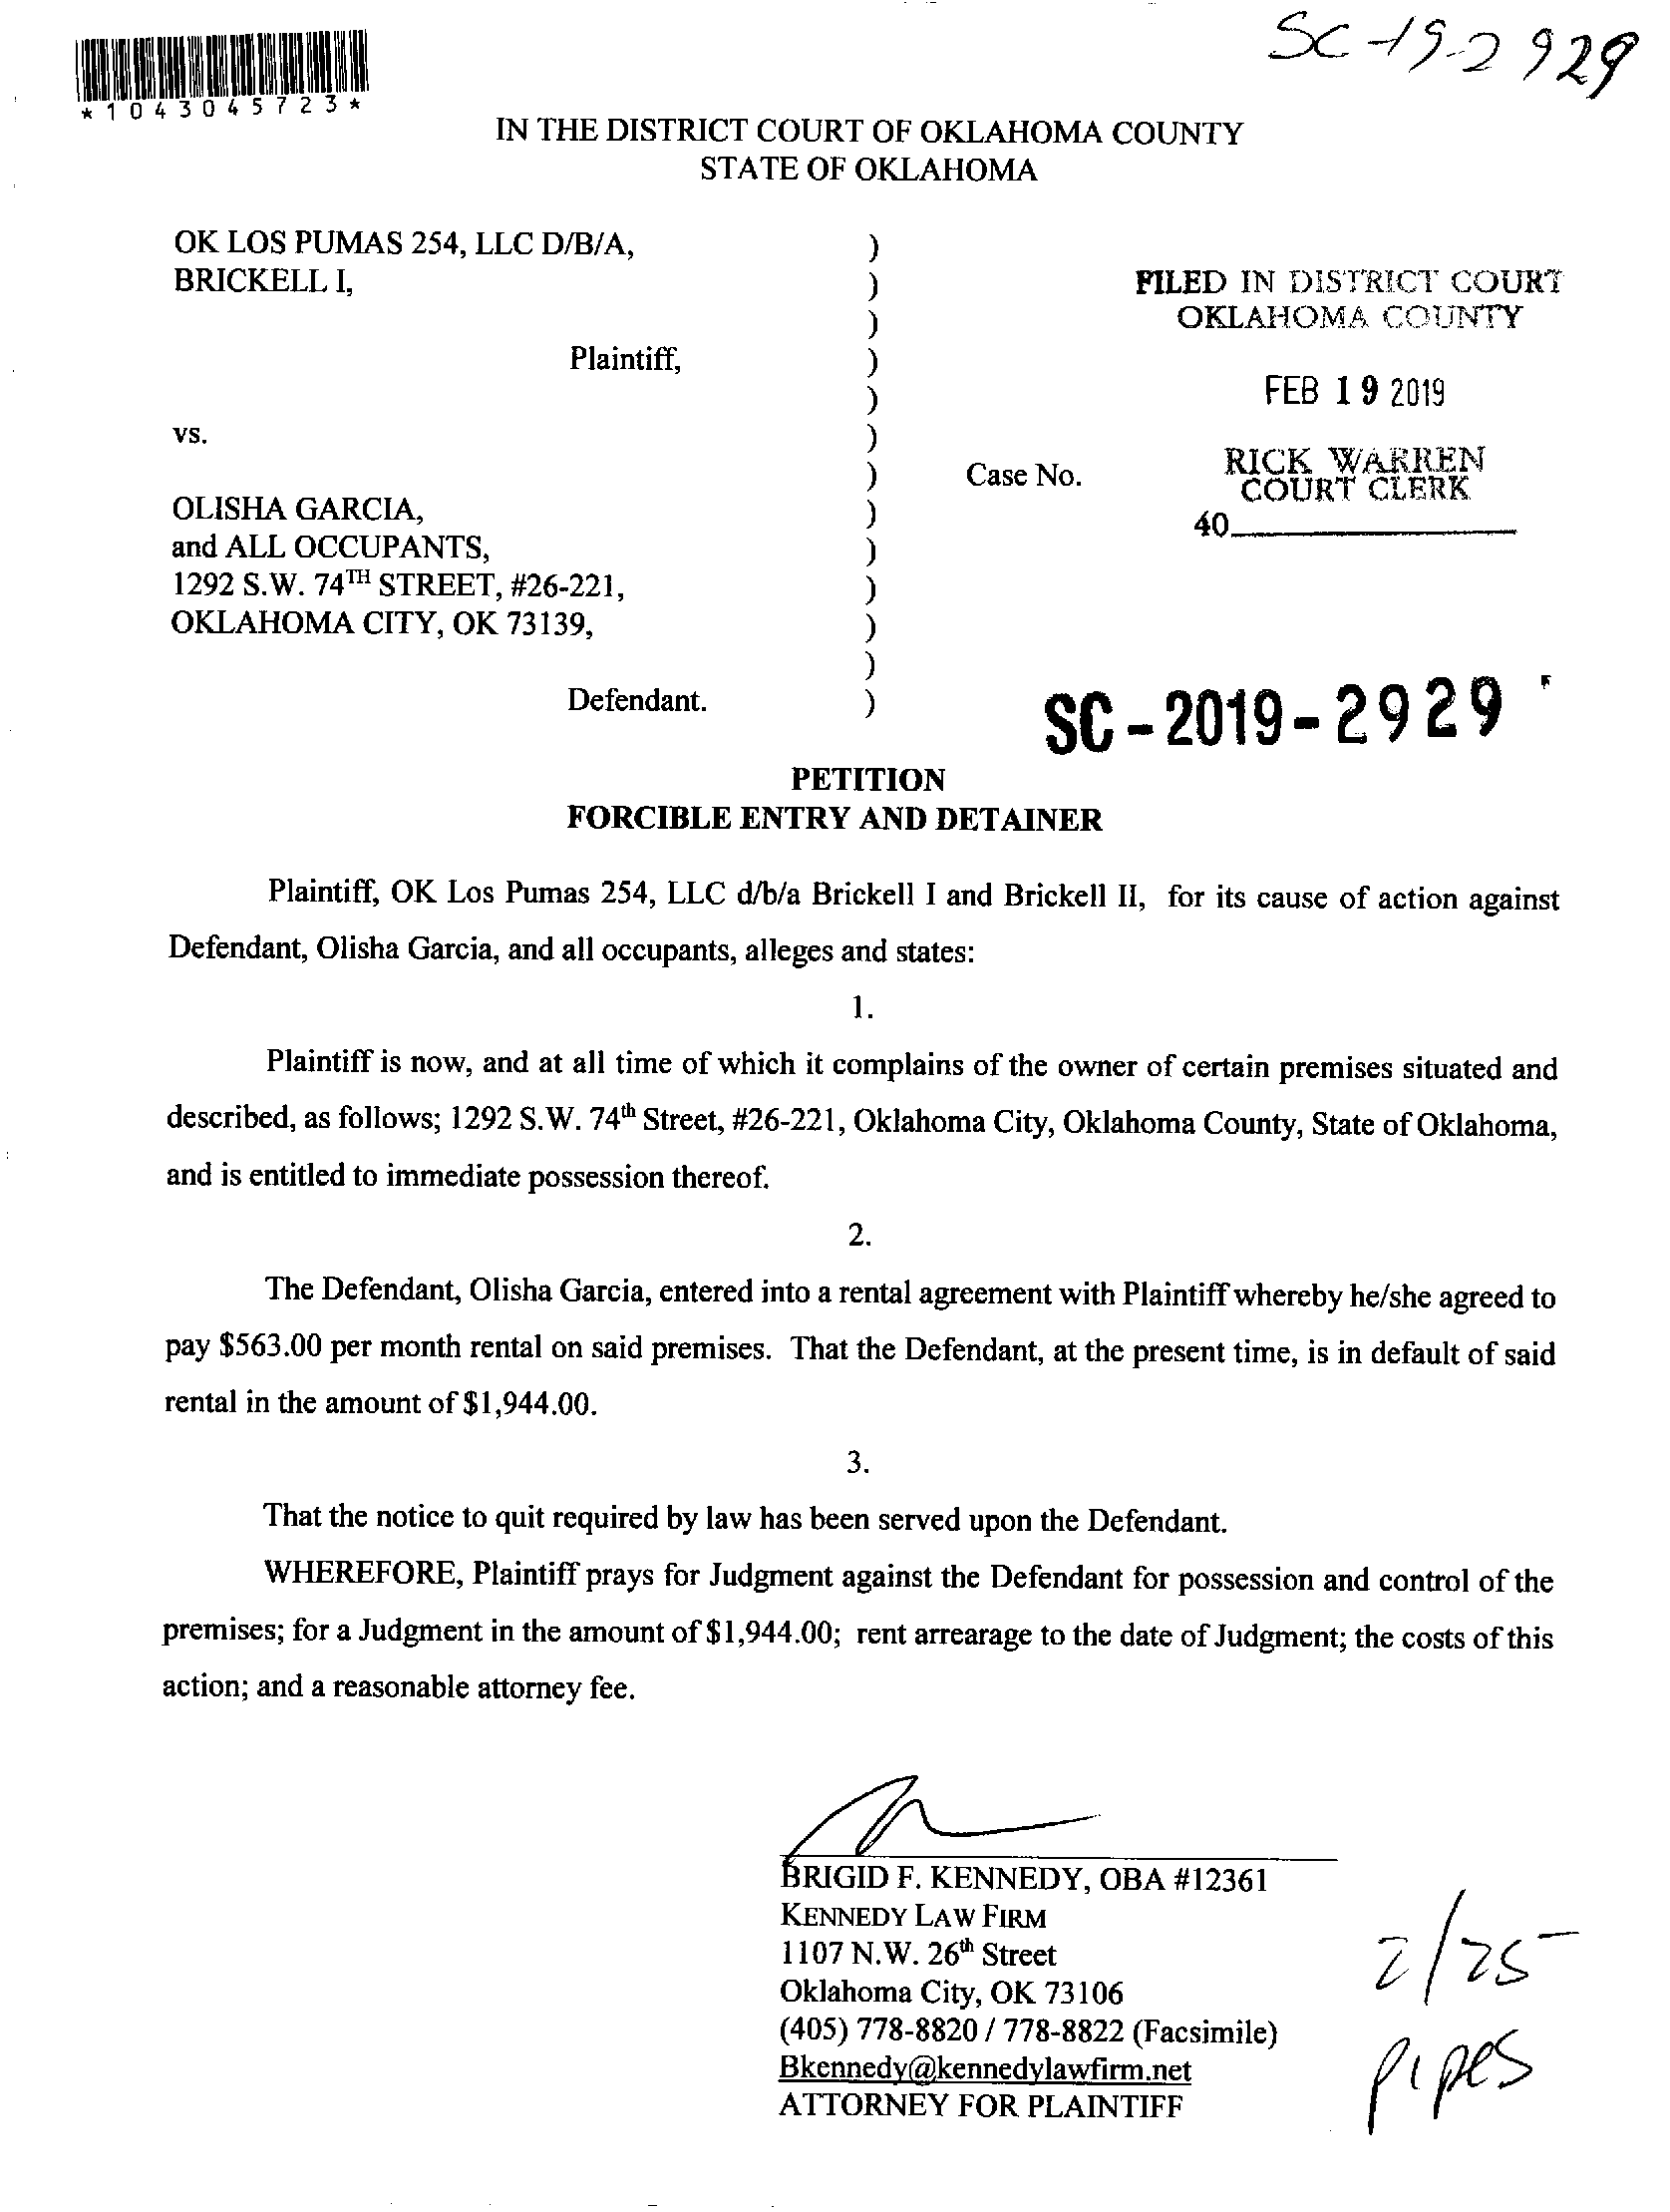 SC-19-2929
*1043045723*
IN THE DISTRICT COURT OF OKLAHOMA COUNTY
STATE OF OKLAHOMA
OK LOS PUMAS 254, LLC D/B/A, )
BRICKELL I, )
)
Plaintiff, )
)
vs. )
)
OLISHA GARCIA, )
and ALL OCCUPANTS, )
1292 S.W. 74TH STREET, #26-221, )
OKLAHOMA CITY, OK 73139, )
)
Defendant. )
FILED IN DISTRICT COURT
OKLAHOMA COUNTY
FEB 19 2019
RICK WARREN
COURT CLERK
Case No.
40
SC-2019-2929
PETITION
FORCIBLE ENTRY AND DETAINER
Plaintiff, OK Los Pumas 254, LLC d/b/a Brickell I and Brickell II, for its cause of action against
Defendant, Olisha Garcia, and all occupants, alleges and states:
1.
Plaintiff is now, and at all time of which it complains of the owner of certain premises situated and
described, as follows; 1292 S.W. 74th Street, #26-221, Oklahoma City, Oklahoma County, State of Oklahoma,
and is entitled to immediate possession thereof.
2.
The Defendant, Olisha Garcia, entered into a rental agreement with Plaintiff whereby he/she agreed to
pay $563.00 per month rental on said premises. That the Defendant, at the present time, is in default of said
rental in the amount of $1,944.00.
3.
That the notice to quit required by law has been served upon the Defendant.
WHEREFORE, Plaintiff prays for Judgment against the Defendant for possession and control of the
premises; for a Judgment in the amount of $1,944.00; rent arrearage to the date of Judgment; the costs of this
action; and a reasonable attorney fee.
BRIGID F. KENNEDY, OBA #12361
KENNEDY LAW FIRM
1107 N.W. 26th Street
Oklahoma City, OK 73106
(405) 778-8820 / 778-8822 (Facsimile)
Bkennedy@kennedylawfirm.net
ATTORNEY FOR PLAINTIFF
2/25
pipes